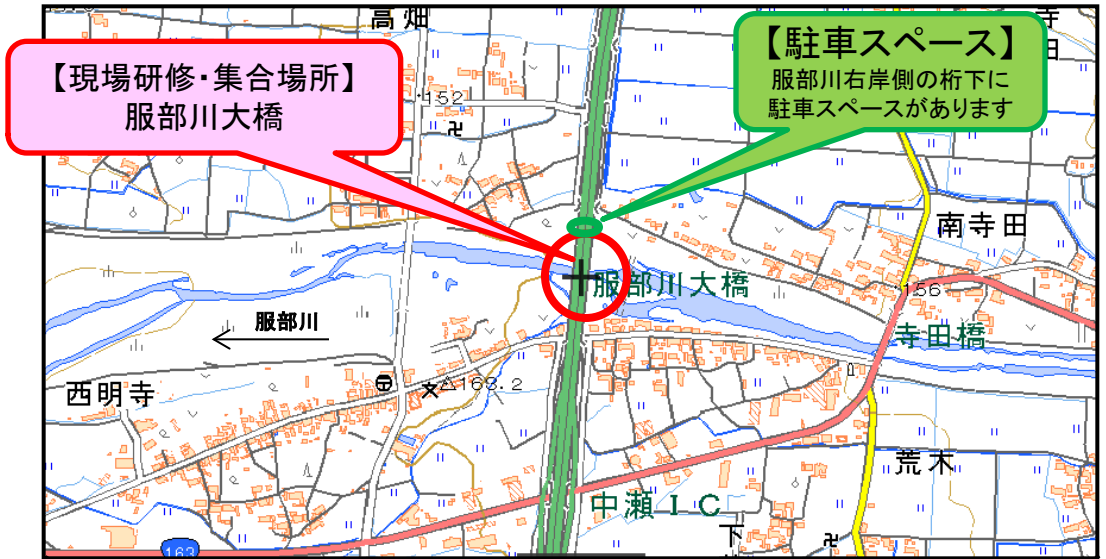 高畑
寺
田
【現場研修・集合場所】
服部川大橋
【駐車スペース】
服部川右岸側の桁下に
駐車スペースがあります
152
南寺田
服部川大橋
156
服部川
寺田橋
西明寺
169.2
荒木
中瀬IC
下
163